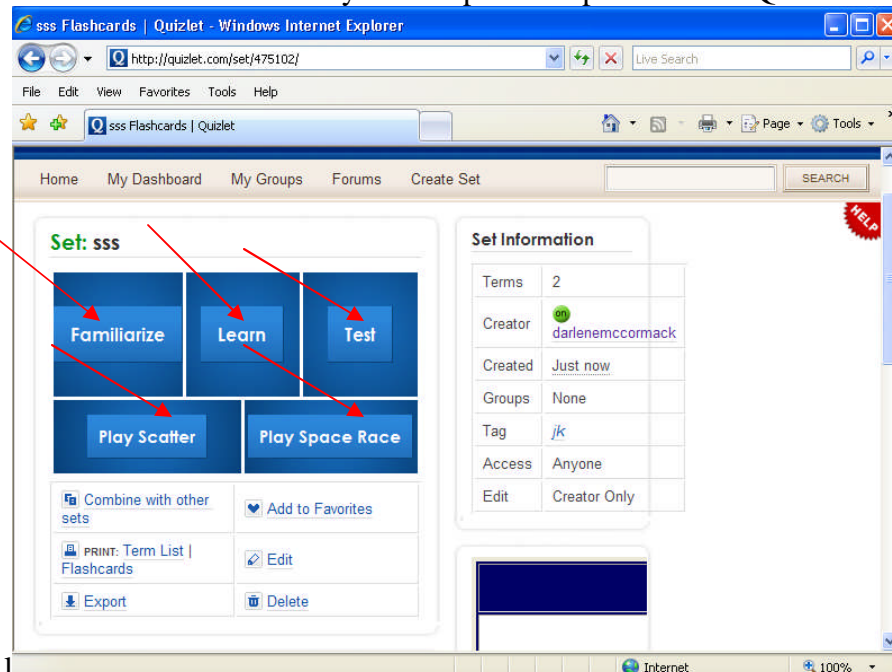 sss Flashcards | Quizlet - Windows Internet Explorer
http://quizlet.com/set/475102/
Live Search
File Edit View Favorites Tools Help
sss Flashcards | Quizlet
Page Tools
Home My Dashboard My Groups Forums Create Set
SEARCH
HELP
Set: sss
Familiarize Learn Test
Play Scatter Play Space Race
Combine with other
sets
Add to Favorites
PRINT: Term List |
Flashcards
Edit
Export
Delete
Set Information
Terms 2
Creator on
darlenemccormack
Created Just now
Groups None
Tag jk
Access Anyone
Edit Creator Only
Internet 100%